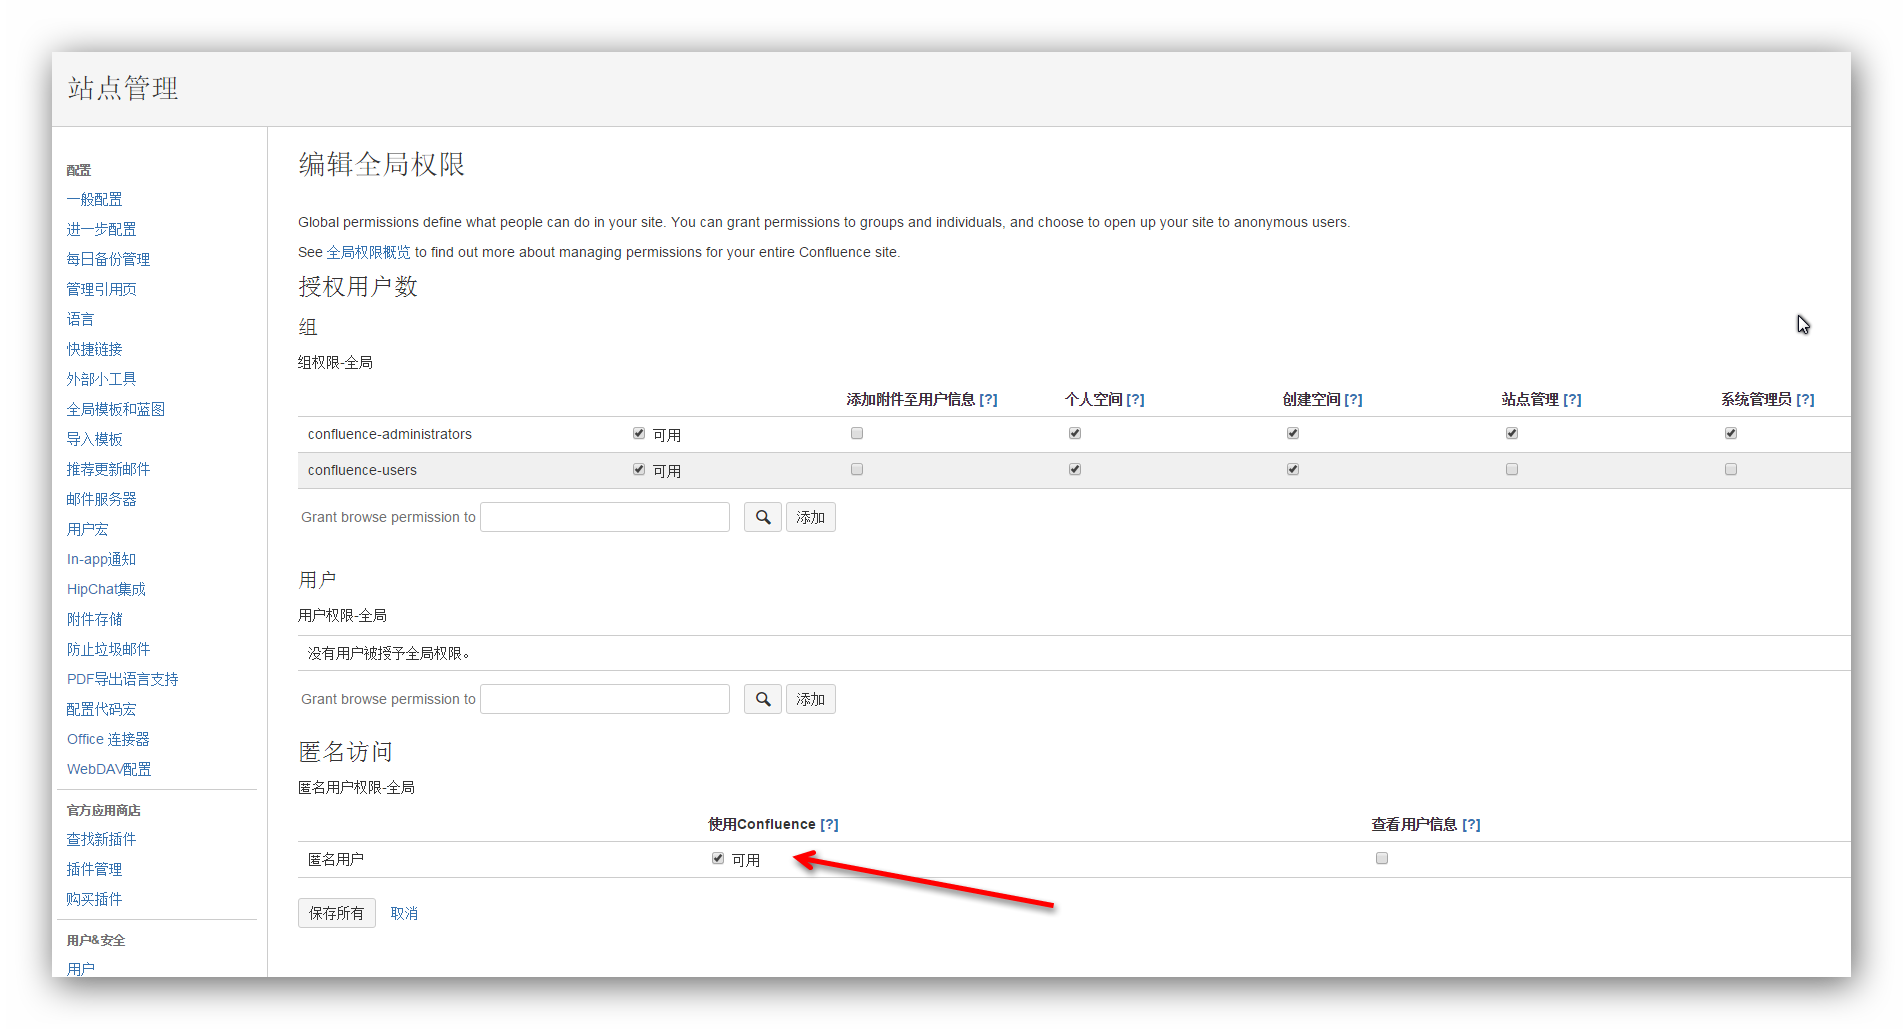 站点管理
配置
一般配置
进一步配置
每日备份管理
管理引用页
语言
快捷链接
外部小工具
全局模板和蓝图
导入模板
推荐更新邮件
邮件服务器
用户宏
In-app通知
HipChat集成
附件存储
防止垃圾邮件
PDF导出语言支持
配置代码宏
Office 连接器
WebDAV配置
官方应用商店
查找新插件
插件管理
购买插件
用户&安全
用户
编辑全局权限
Global permissions define what people can do in your site. You can grant permissions to groups and individuals, and choose to open up your site to anonymous users.
See 全局权限概览 to find out more about managing permissions for your entire Confluence site.
授权用户数
组
组权限-全局
添加附件至用户信息 [?] 个人空间 [?] 创建空间 [?] 站点管理 [?] 系统管理员 [?]
confluence-administrators 可用
confluence-users 可用
Grant browse permission to 添加
用户
用户权限-全局
没有用户被授予全局权限。
Grant browse permission to 添加
匿名访问
匿名用户权限-全局
使用Confluence [?] 查看用户信息 [?]
匿名用户 可用
保存所有 取消